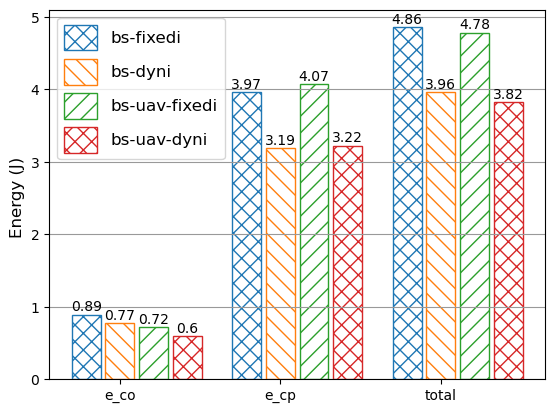 bs-fixedi
bs-dyni
bs-uav-fixedi
bs-uav-dyni
Energy (J)
5
4
3
2
1
0
0.89 0.77 0.72 0.6
3.97 3.19 4.07 3.22
4.86 3.96 4.78 3.82
e_co e_cp total